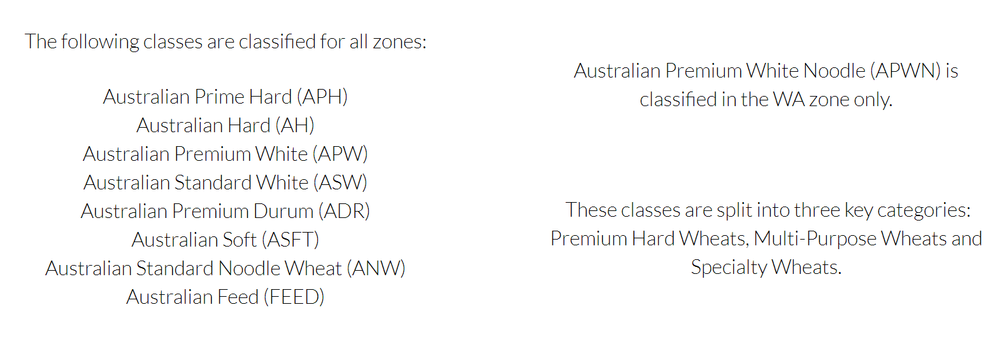 The following classes are classified for all zones:
Australian Prime Hard (APH)
Australian Hard (AH)
Australian Premium White (APW)
Australian Standard White (ASW)
Australian Premium Durum (ADR)
Australian Soft (ASFT)
Australian Standard Noodle Wheat (ANW)
Australian Feed (FEED)
Australian Premium White Noodle (APWN) is
classified in the WA zone only.
These classes are split into three key categories:
Premium Hard Wheats, Multi-Purpose Wheats and
Specialty Wheats.